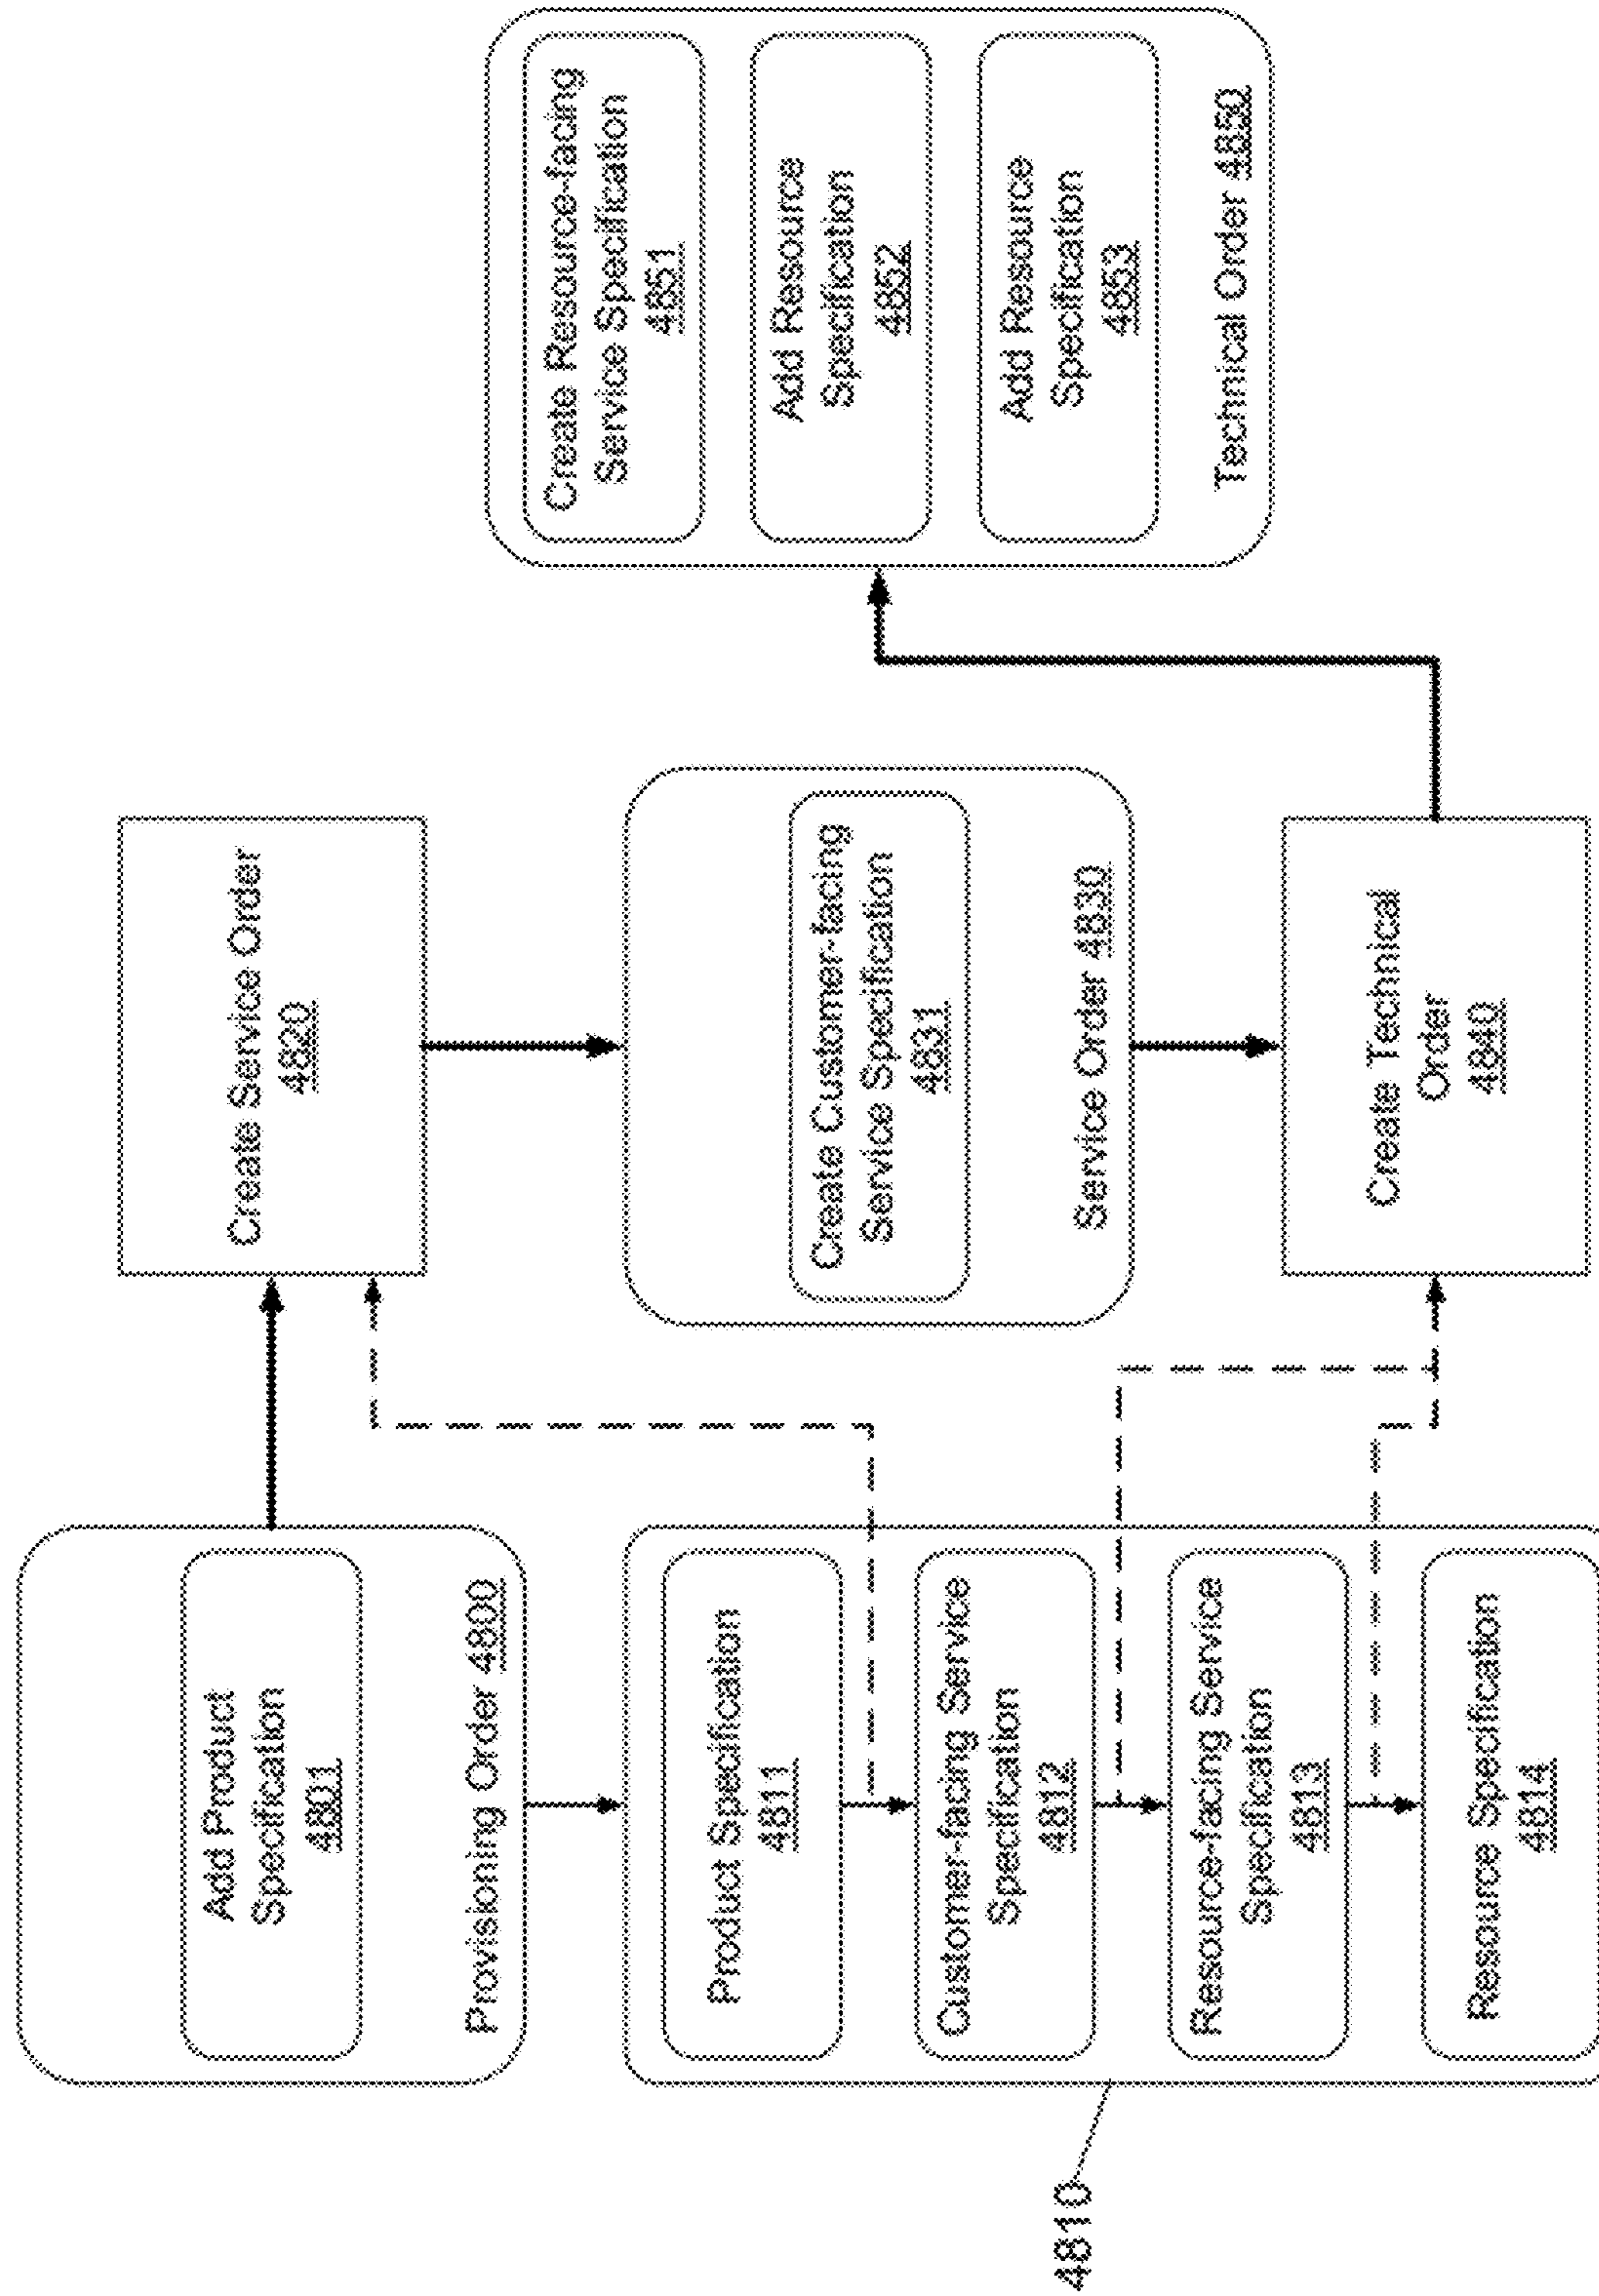 Add Product
Specification
4801
Provisioning Order 4800
Product Specification
4811
Customer-facing Service
Specification
4812
Resource-facing Service
Specification
4813
Resource Specification
4814
4810
Create Service Order
4820
Create Customer-facing
Service Specification
4831
Service Order 4830
Create Technical
Order
4840
Create Resource-facing
Service Specification
4851
Add Resource
Specification
4852
Add Resource
Specification
4853
Technical Order 4850